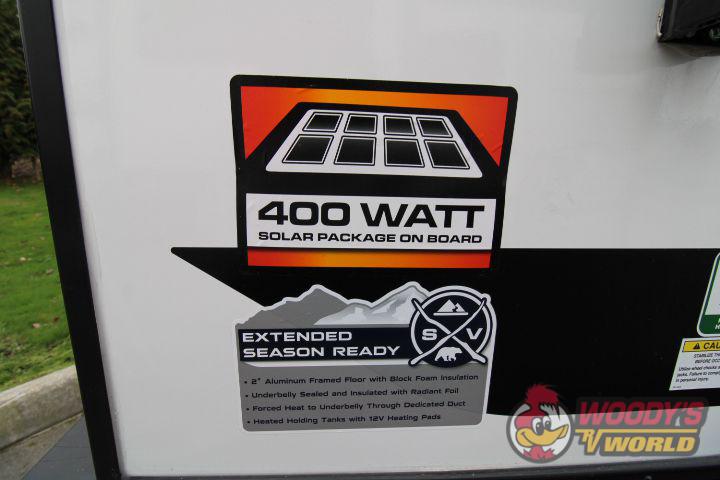 400 WATT
SOLAR PACKAGE ON BOARD
EXTENDED
SEASON READY
S V
• 2" Aluminum Framed Floor with Block Foam Insulation
• Underbelly Sealed and Insulated with Radiant Foil
• Forced Heat to Underbelly Through Dedicated Duct
• Heated Holding Tanks with 12V Heating Pads
WOODY'S
RV WORLD